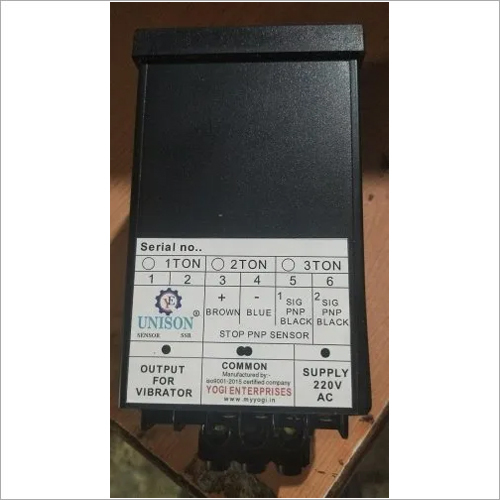 Serial no..
1TON 2TON 3TON
1 2 3 4 5 6
+ - 1 SIG PNP BLACK 2 SIG PNP BLACK
BROWN BLUE
YE
UNISON ®
SENSOR SSR
STOP PNP SENSOR
OUTPUT FOR VIBRATOR
COMMON
Manufactured by:-
iso9001-2015 certified company
YOGI ENTERPRISES
www.myyogi.in
SUPPLY 220V AC